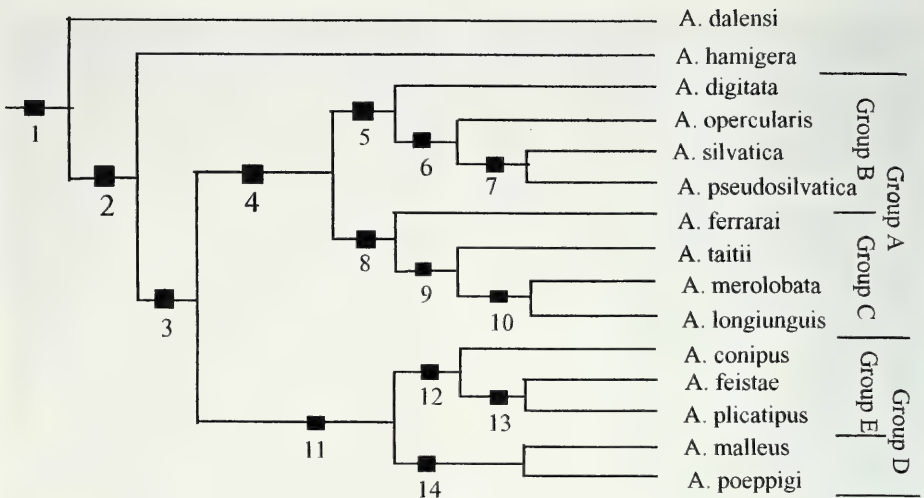 A. dalensi
A. hamigera
A. digitata
A. opercularis
A. silvatica
A. pseudosilvatica
A. ferrarai
A. taitii
A. merolobata
A. longiunguis
A. conipus
A. feistae
A. plicatipus
A. malleus
A. poeppigi
1
2
3
4
5
6
7
8
9
10
11
12
13
14
Group B
Group A
Group C
Group E
Group D